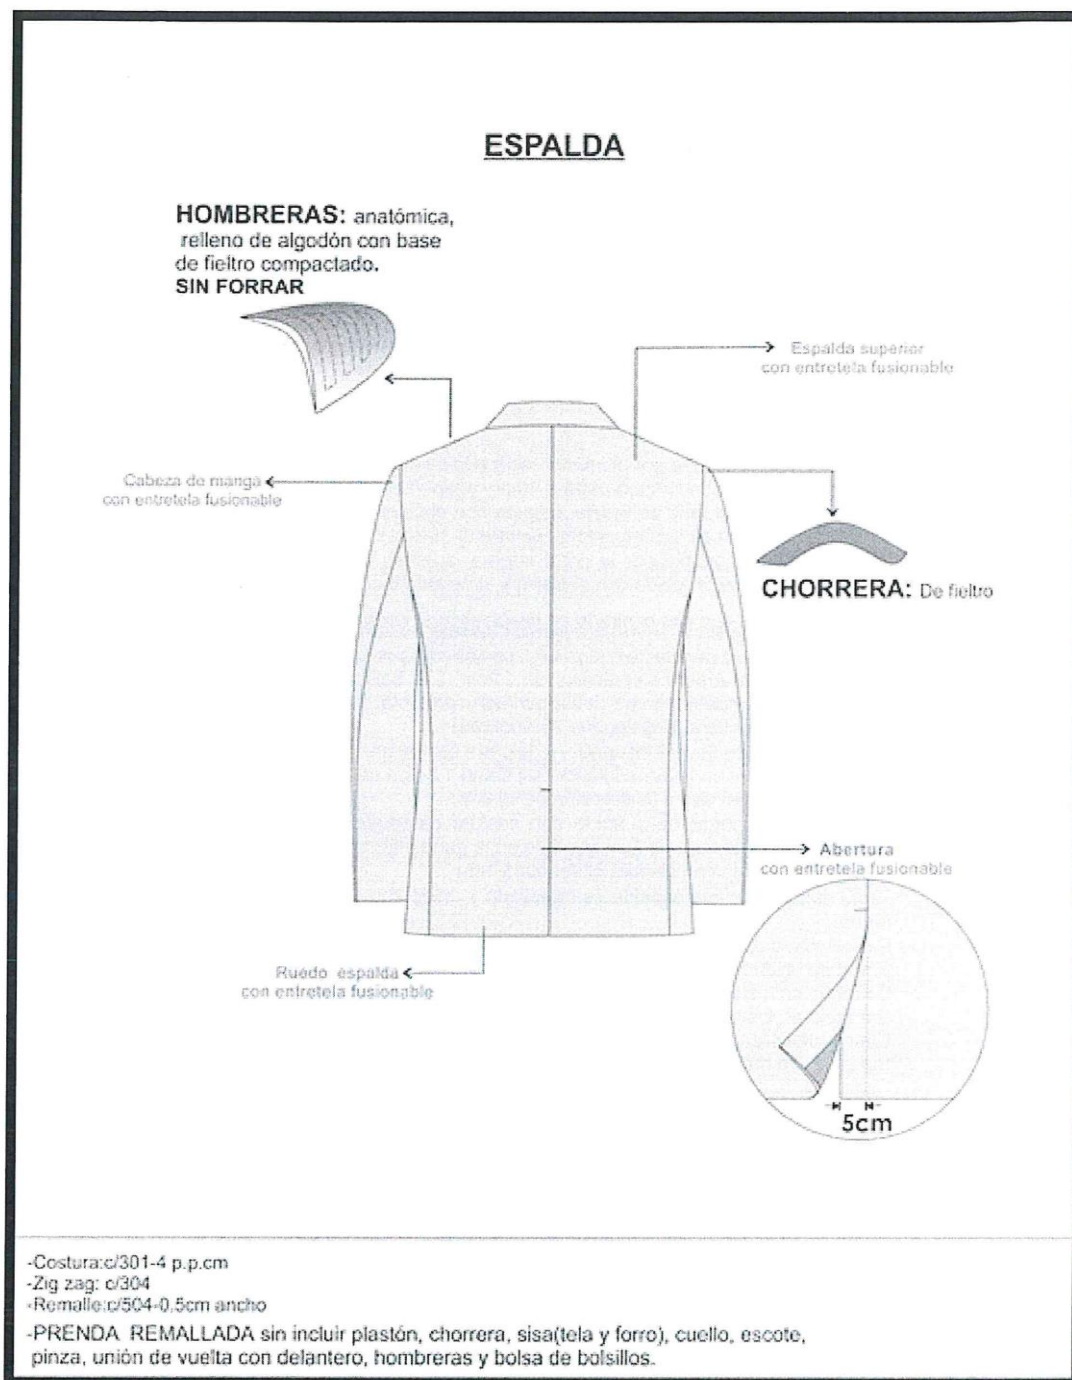 ESPALDA
HOMBRERAS: anatómica,
relleno de algodón con base
de fieltro compactado.
SIN FORRAR
Espalda superior
con entretela fusionable
Cabeza de manga
con entretela fusionable
CHORRERA: De fieltro
Abertura
con entretela fusionable
Ruedo espalda
con entretela fusionable
5cm
-Costura:c/301-4 p.p.cm
-Zig zag: c/304
-Remalle:c/504-0.5cm ancho
-PRENDA REMALLADA sin incluir plastón, chorrera, sisa(tela y forro), cuello, escote,
pinza, unión de vuelta con delantero, hombreras y bolsa de bolsillos.